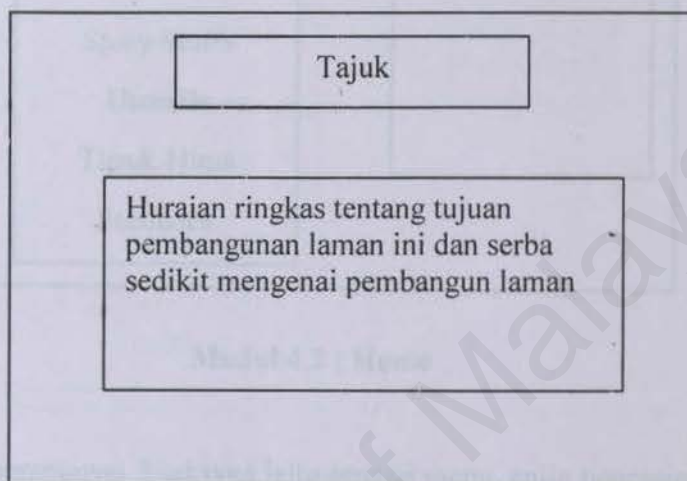 Tajuk
Huraian ringkas tentang tujuan
pembangunan laman ini dan serba
sedikit mengenai pembangun laman